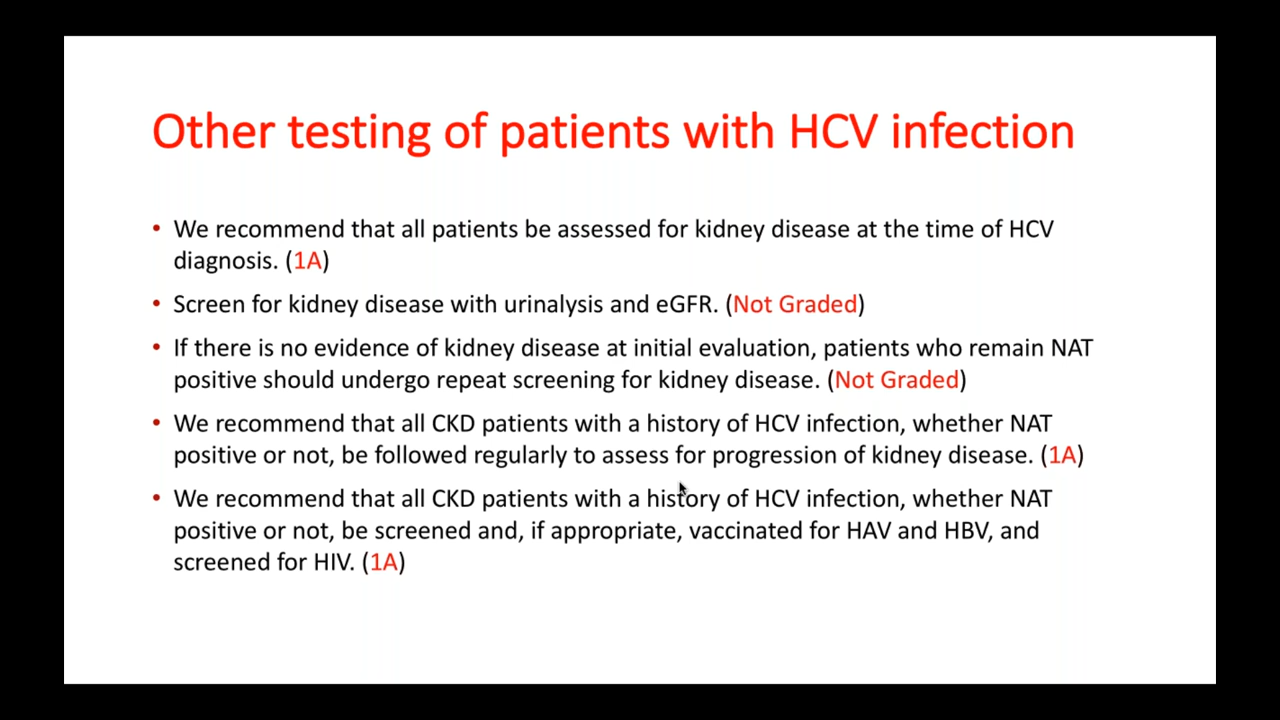 Other testing of patients with HCV infection
• We recommend that all patients be assessed for kidney disease at the time of HCV
diagnosis. (1A)
• Screen for kidney disease with urinalysis and eGFR. (Not Graded)
• If there is no evidence of kidney disease at initial evaluation, patients who remain NAT
positive should undergo repeat screening for kidney disease. (Not Graded)
• We recommend that all CKD patients with a history of HCV infection, whether NAT
positive or not, be followed regularly to assess for progression of kidney disease. (1A)
• We recommend that all CKD patients with a history of HCV infection, whether NAT
positive or not, be screened and, if appropriate, vaccinated for HAV and HBV, and
screened for HIV. (1A)